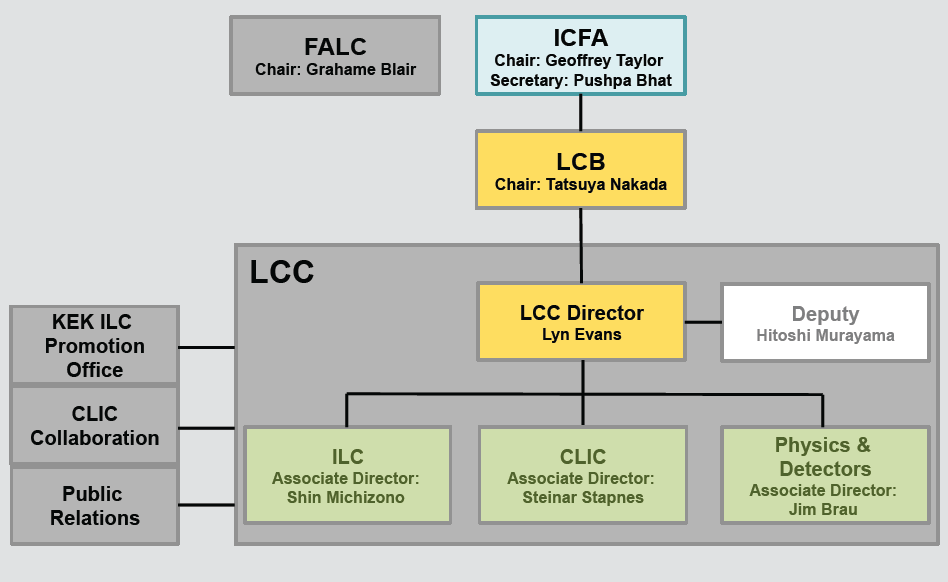 FALC
Chair: Grahame Blair
ICFA
Chair: Geoffrey Taylor
Secretary: Pushpa Bhat
LCB
Chair: Tatsuya Nakada
LCC
LCC Director
Lyn Evans
Deputy
Hitoshi Murayama
KEK ILC
Promotion
Office
CLIC
Collaboration
Public
Relations
ILC
Associate Director:
Shin Michizono
CLIC
Associate Director:
Steinar Stapnes
Physics &
Detectors
Associate Director:
Jim Brau